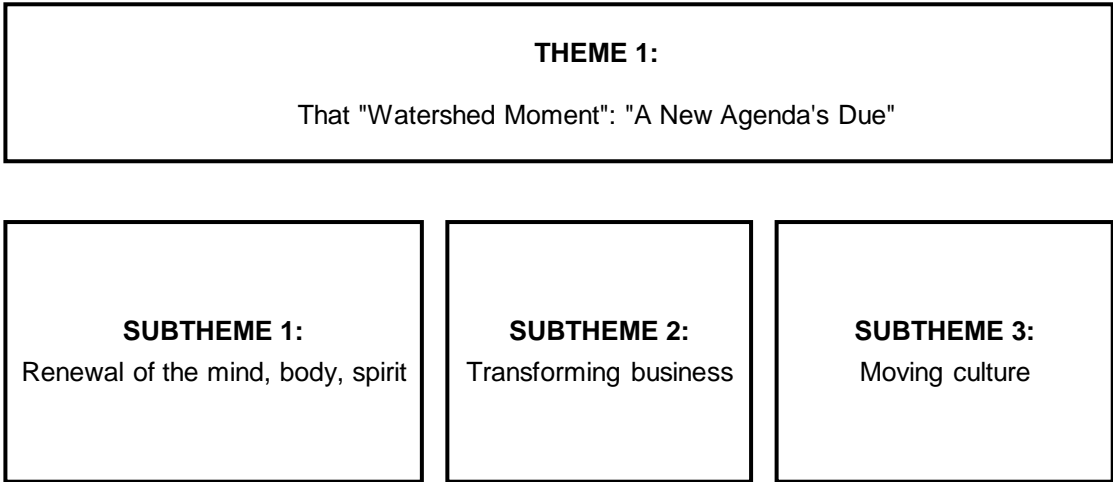 THEME 1:
That "Watershed Moment": "A New Agenda's Due"
SUBTHEME 1:
Renewal of the mind, body, spirit
SUBTHEME 2:
Transforming business
SUBTHEME 3:
Moving culture